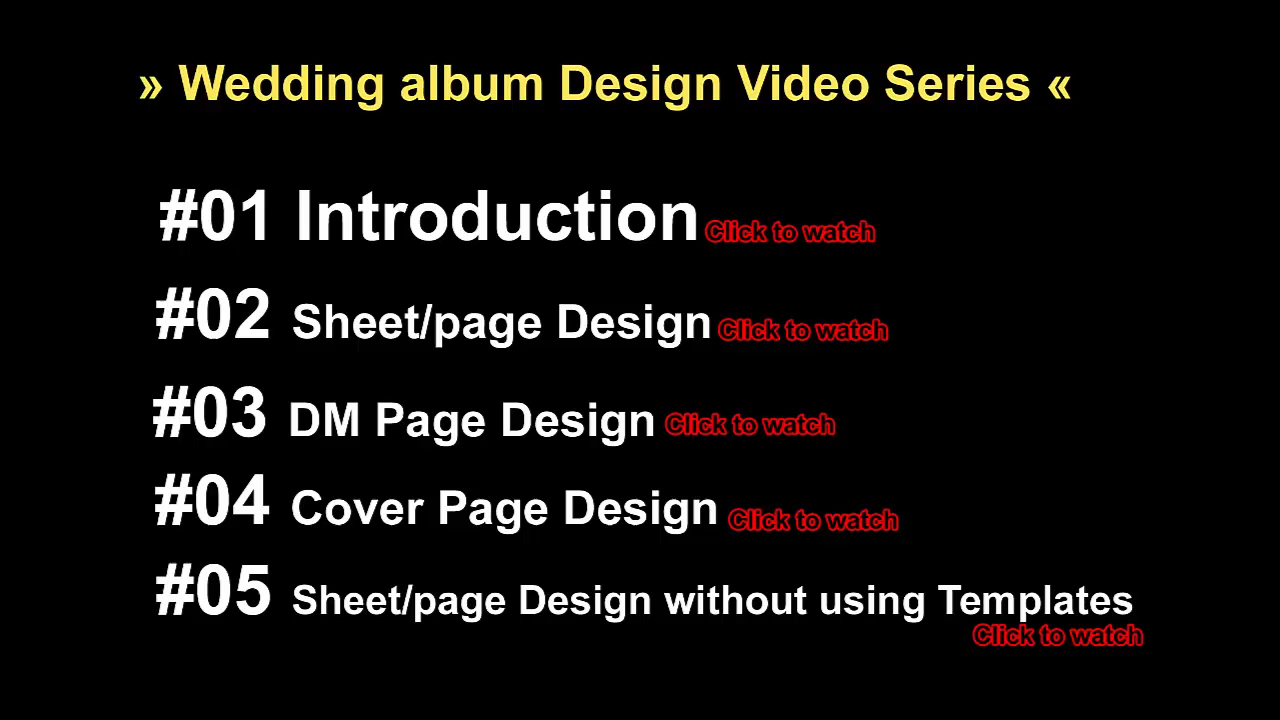 » Wedding album Design Video Series «
#01 Introduction Click to watch
#02 Sheet/page Design Click to watch
#03 DM Page Design Click to watch
#04 Cover Page Design Click to watch
#05 Sheet/page Design without using Templates
Click to watch